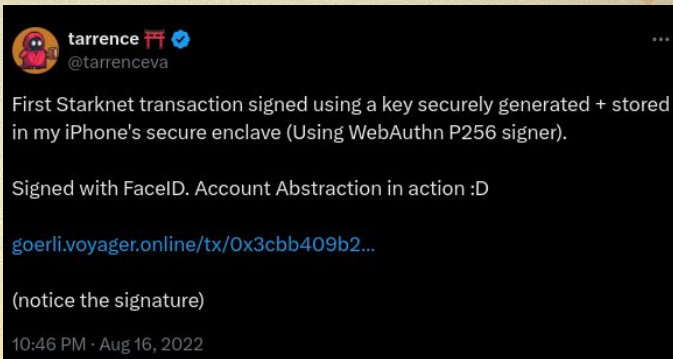 tarrence ⛩️
@tarrenceva
First Starknet transaction signed using a key securely generated + stored
in my iPhone's secure enclave (Using WebAuthn P256 signer).
Signed with FaceID. Account Abstraction in action :D
goerli.voyager.online/tx/0x3cbb409b2...
(notice the signature)
10:46 PM · Aug 16, 2022